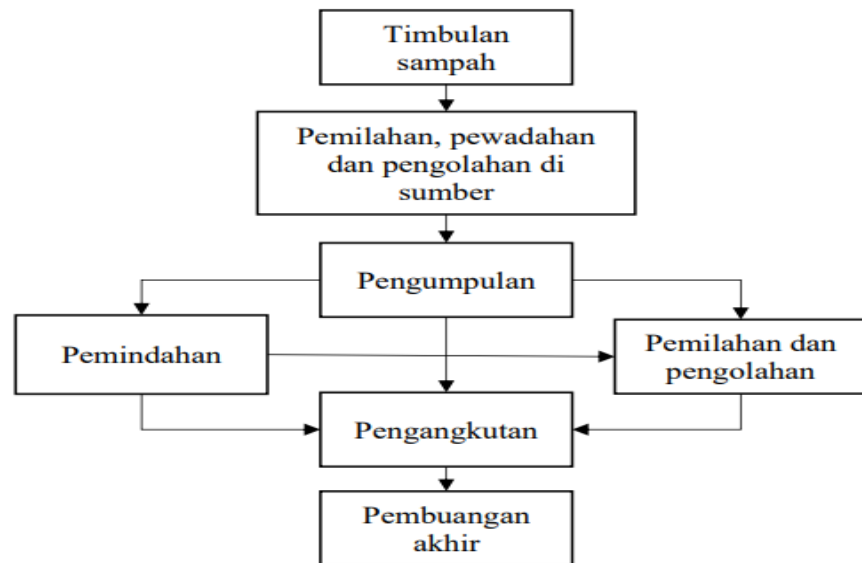 Timbulan
sampah
Pemilahan, pewadahan
dan pengolahan di
sumber
Pengumpulan
Pemindahan
Pemilahan dan
pengolahan
Pengangkutan
Pembuangan
akhir